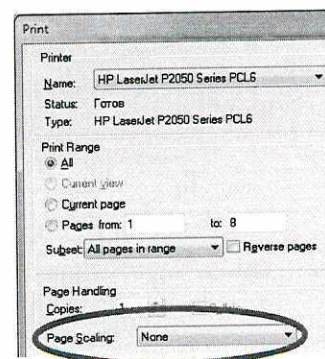 Print
Printer
Name: HP LaserJet P2050 Series PCL6
Status: Готов
Type: HP LaserJet P2050 Series PCL6
Print Range
All
Current view
Current page
Pages from: 1 to: 8
Subset: All pages in range Reverse pages
Page Handling
Copies: 1
Page Scaling: None